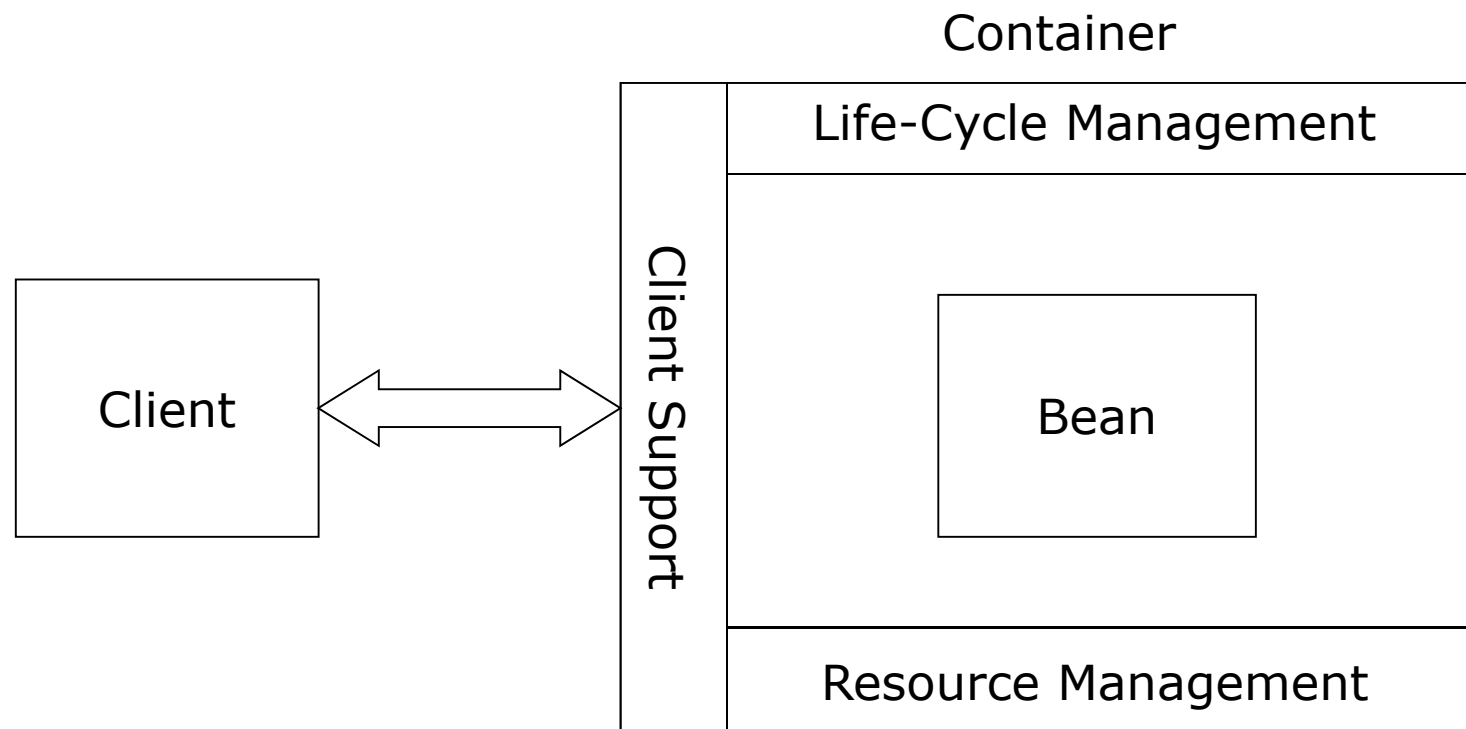 Container
Life-Cycle Management
Client Support
Client
Bean
Resource Management